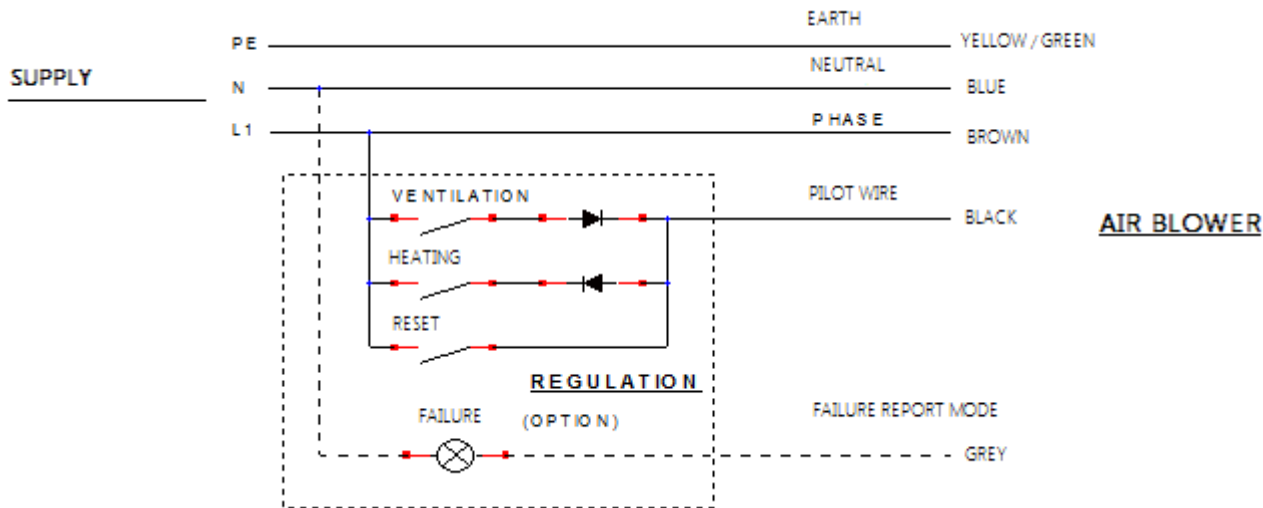 EARTH
PE YELLOW / GREEN
NEUTRAL
SUPPLY
N BLUE
L1 PHASE BROWN
VENTILATION PILOT WIRE
BLACK AIR BLOWER
HEATING
RESET
REGULATION
FAILURE (OPTION) FAILURE REPORT MODE
GREY